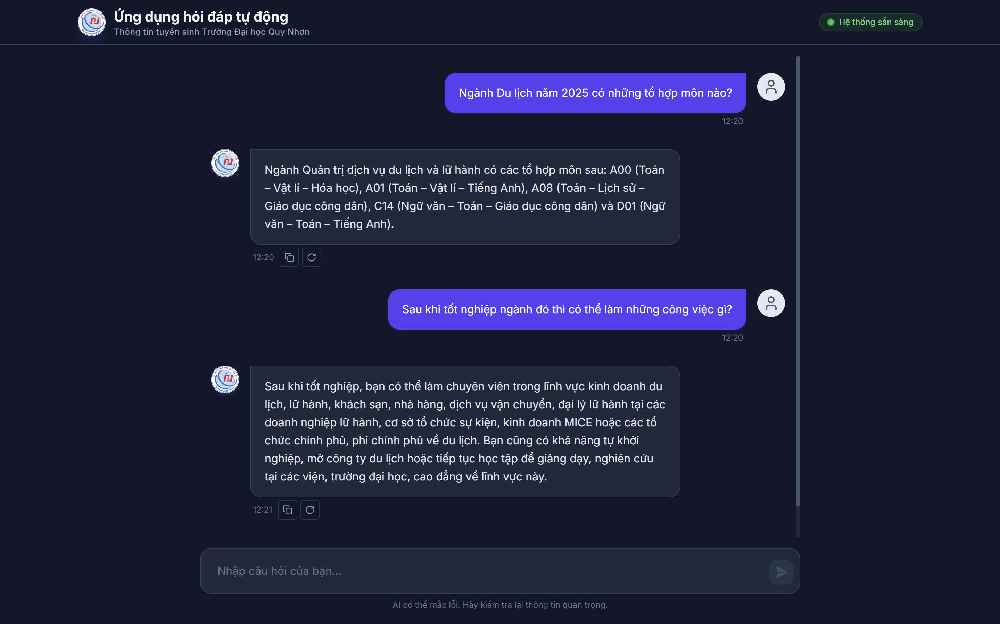 Ứng dụng hỏi đáp tự động
Thông tin tuyển sinh Trường Đại học Quy Nhơn
Hệ thống sẵn sàng
Ngành Du lịch năm 2025 có những tổ hợp môn nào?
12:20
Ngành Quản trị dịch vụ du lịch và lữ hành có các tổ hợp môn sau: A00 (Toán
– Vật lí – Hóa học), A01 (Toán – Vật lí – Tiếng Anh), A08 (Toán – Lịch sử –
Giáo dục công dân), C14 (Ngữ văn – Toán – Giáo dục công dân) và D01 (Ngữ
văn – Toán – Tiếng Anh).
12:20
Sau khi tốt nghiệp ngành đó thì có thể làm những công việc gì?
12:20
Sau khi tốt nghiệp, bạn có thể làm chuyên viên trong lĩnh vực kinh doanh du
lịch, lữ hành, khách sạn, nhà hàng, dịch vụ vận chuyển, đại lý lữ hành tại các
doanh nghiệp lữ hành, cơ sở tổ chức sự kiện, kinh doanh MICE hoặc các tổ
chức chính phủ, phi chính phủ về du lịch. Bạn cũng có khả năng tự khởi
nghiệp, mở công ty du lịch hoặc tiếp tục học tập để giảng dạy, nghiên cứu
tại các viện, trường đại học, cao đẳng về lĩnh vực này.
12:21
Nhập câu hỏi của bạn...
AI có thể mắc lỗi. Hãy kiểm tra lại thông tin quan trọng.